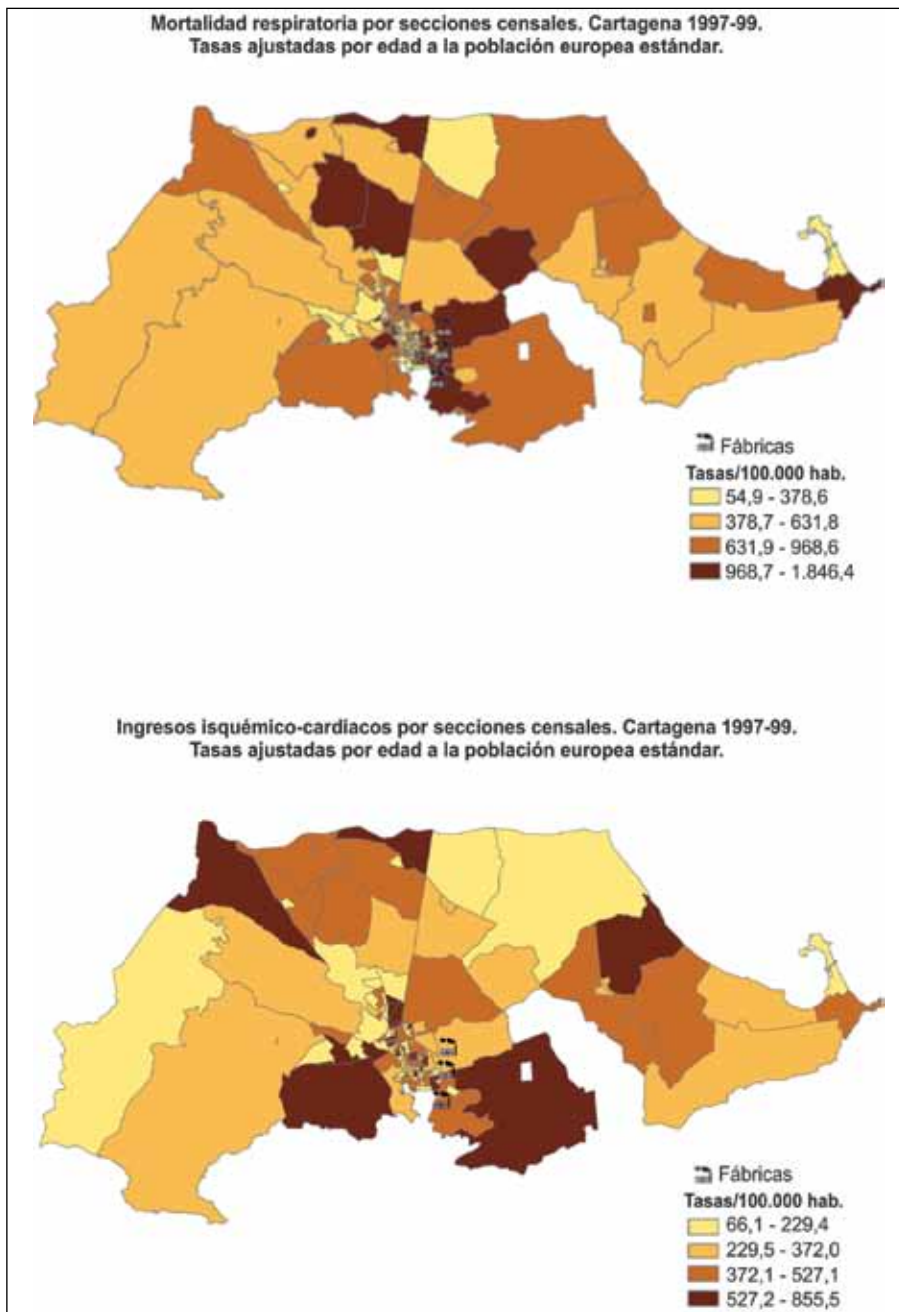 Mortalidad respiratoria por secciones censales. Cartagena 1997-99.
Tasas ajustadas por edad a la población europea estándar.
Fábricas
Tasas/100.000 hab.
54,9 - 378,6
378,7 - 631,8
631,9 - 968,6
968,7 - 1.846,4
Ingresos isquémico-cardiacos por secciones censales. Cartagena 1997-99.
Tasas ajustadas por edad a la población europea estándar.
Fábricas
Tasas/100.000 hab.
66,1 - 229,4
229,5 - 372,0
372,1 - 527,1
527,2 - 855,5